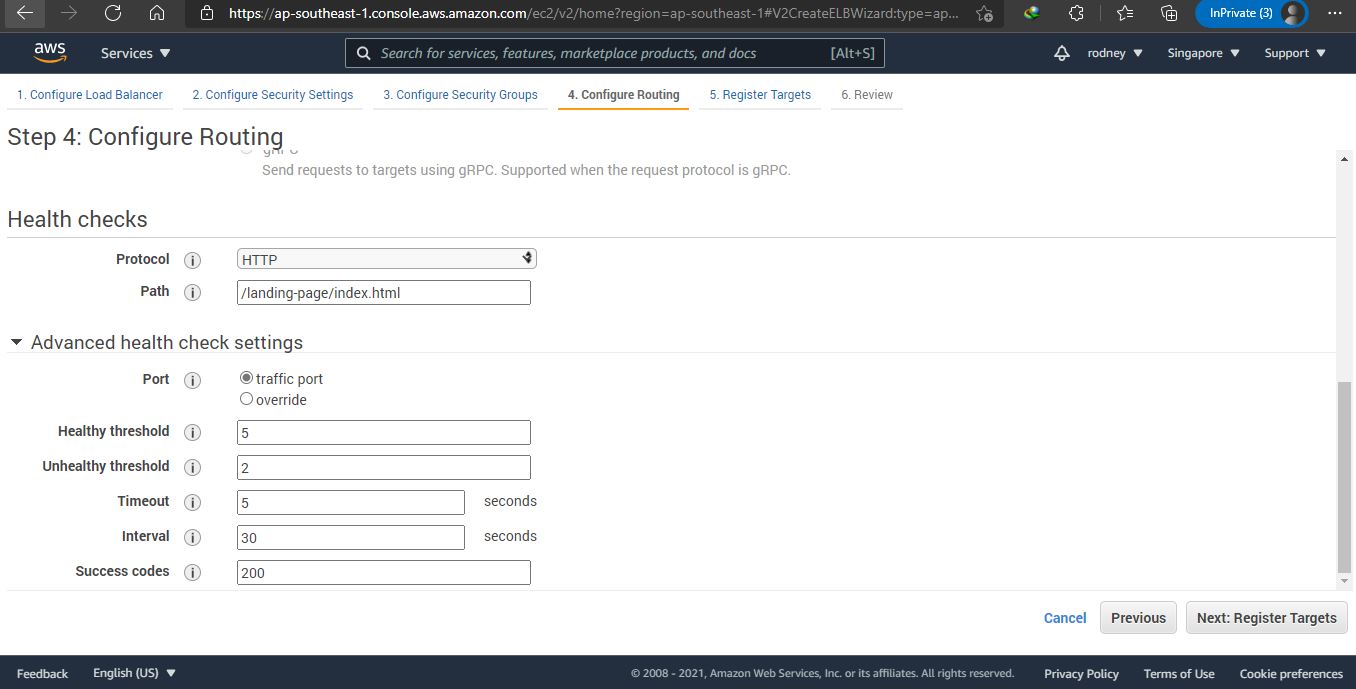 https://ap-southeast-1.console.aws.amazon.com/ec2/v2/home?region=ap-southeast-1#V2CreateELBWizard:type=ap... InPrivate (3)
aws Services Search for services, features, marketplace products, and docs [Alt+S] rodney Singapore Support
1. Configure Load Balancer 2. Configure Security Settings 3. Configure Security Groups 4. Configure Routing 5. Register Targets 6. Review
Step 4: Configure Routing
gRPC
Send requests to targets using gRPC. Supported when the request protocol is gRPC.
Health checks
Protocol HTTP
Path /landing-page/index.html
Advanced health check settings
Port traffic port
override
Healthy threshold 5
Unhealthy threshold 2
Timeout 5 seconds
Interval 30 seconds
Success codes 200
Cancel Previous Next: Register Targets
Feedback English (US) © 2008 - 2021, Amazon Web Services, Inc. or its affiliates. All rights reserved. Privacy Policy Terms of Use Cookie preferences